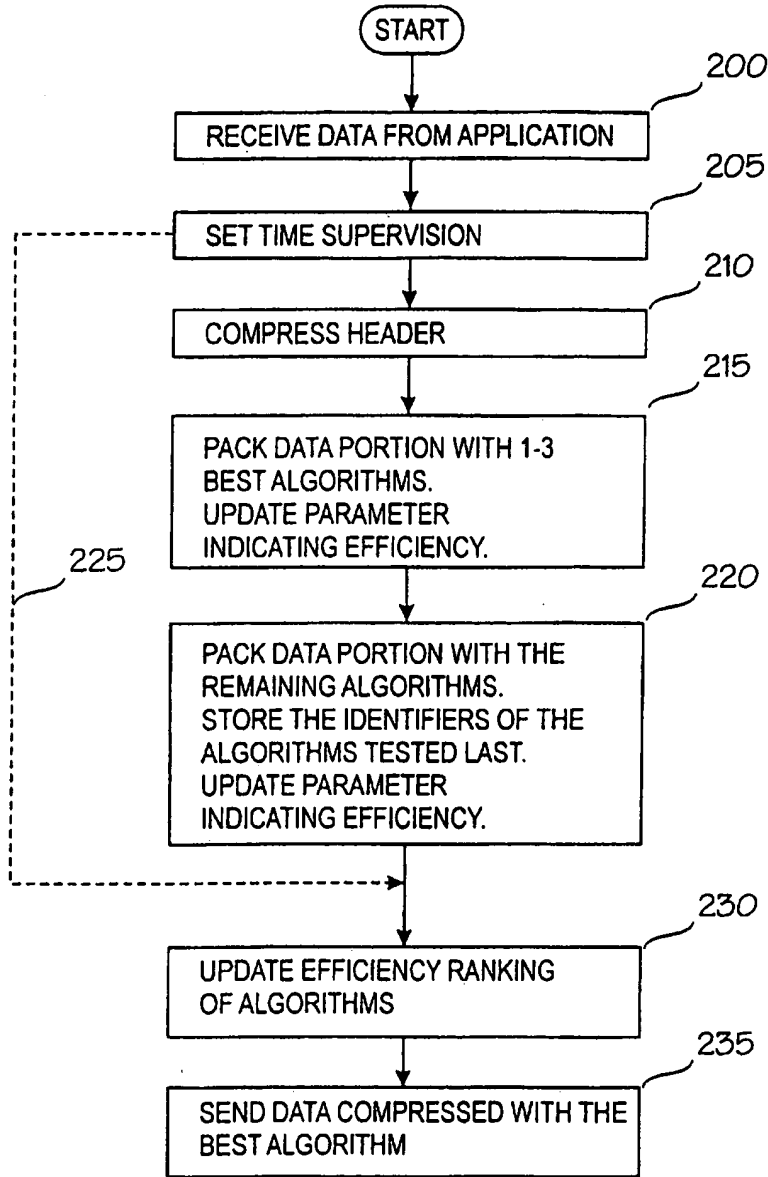 START
200
RECEIVE DATA FROM APPLICATION
205
SET TIME SUPERVISION
210
COMPRESS HEADER
215
PACK DATA PORTION WITH 1-3
BEST ALGORITHMS.
UPDATE PARAMETER
INDICATING EFFICIENCY.
225
220
PACK DATA PORTION WITH THE
REMAINING ALGORITHMS.
STORE THE IDENTIFIERS OF THE
ALGORITHMS TESTED LAST.
UPDATE PARAMETER
INDICATING EFFICIENCY.
230
UPDATE EFFICIENCY RANKING
OF ALGORITHMS
235
SEND DATA COMPRESSED WITH THE
BEST ALGORITHM